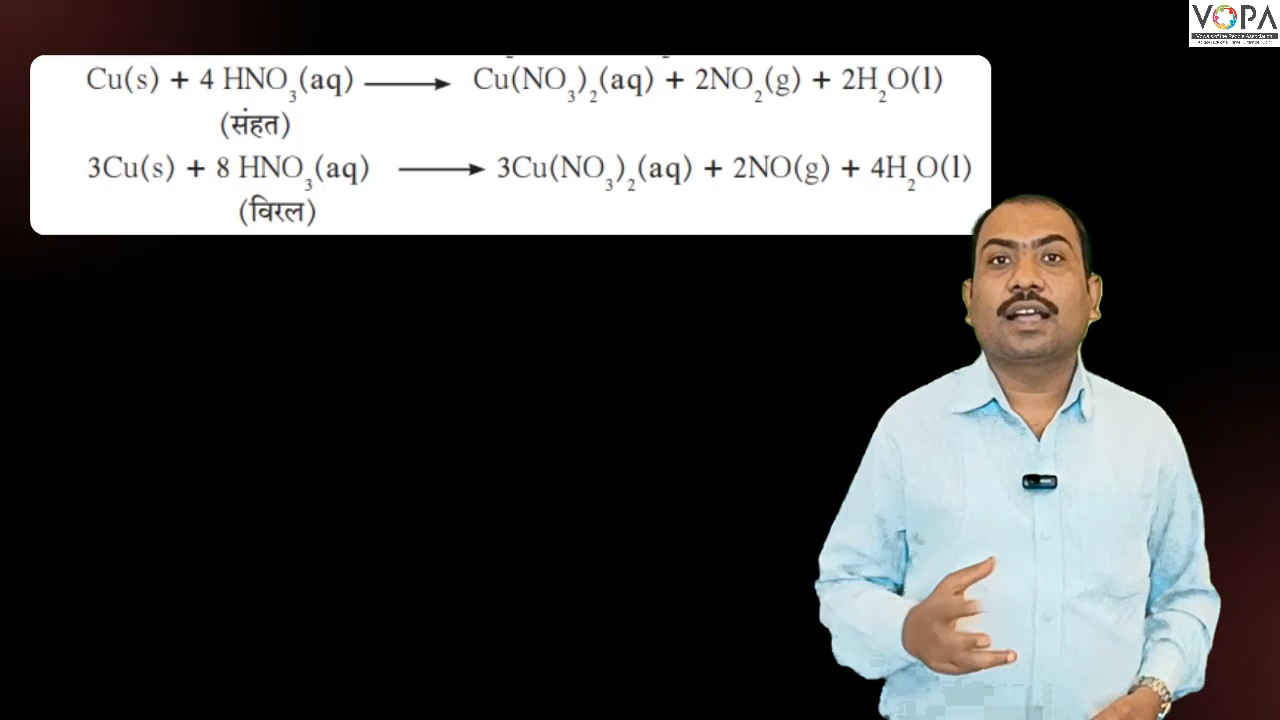 VOPA
Cu(s) + 4 HNO₃(aq) ⟶ Cu(NO₃)₂(aq) + 2NO₂(g) + 2H₂O(l)
(संहत)
3Cu(s) + 8 HNO₃(aq) ⟶ 3Cu(NO₃)₂(aq) + 2NO(g) + 4H₂O(l)
(विरल)